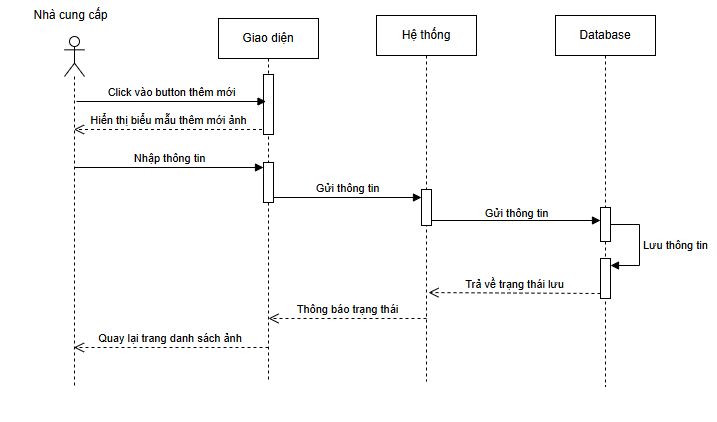 Nhà cung cấp
Giao diện
Hệ thống
Database
Click vào button thêm mới
Hiển thị biểu mẫu thêm mới ảnh
Nhập thông tin
Gửi thông tin
Gửi thông tin
Lưu thông tin
Trả về trạng thái lưu
Thông báo trạng thái
Quay lại trang danh sách ảnh